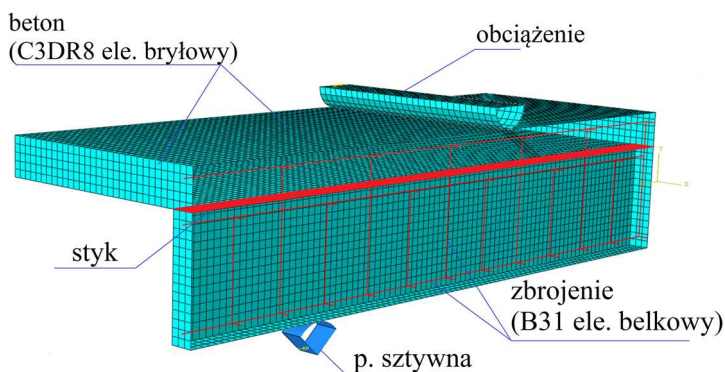 beton
(C3DR8 ele. bryłowy)
obciążenie
styk
zbrojenie
(B31 ele. belkowy)
p. sztywna